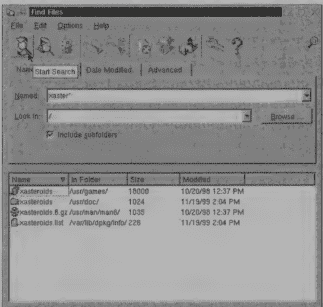 Find Files
File Edit Options Help
Start Search
Name Date Modified Advanced
Named: xaster*
Look In: / Browse ...
Include subfolders
Name In Folder Size Modified
xasteroids /usr/games/ 18000 10/20/98 12:37 PM
xasteroids /usr/doc/ 1024 11/19/99 2:04 PM
xasteroids.6.gz /usr/man/man6/ 1035 10/20/98 12:37 PM
xasteroids.list /var/lib/dpkg/info/ 228 11/19/99 2:04 PM